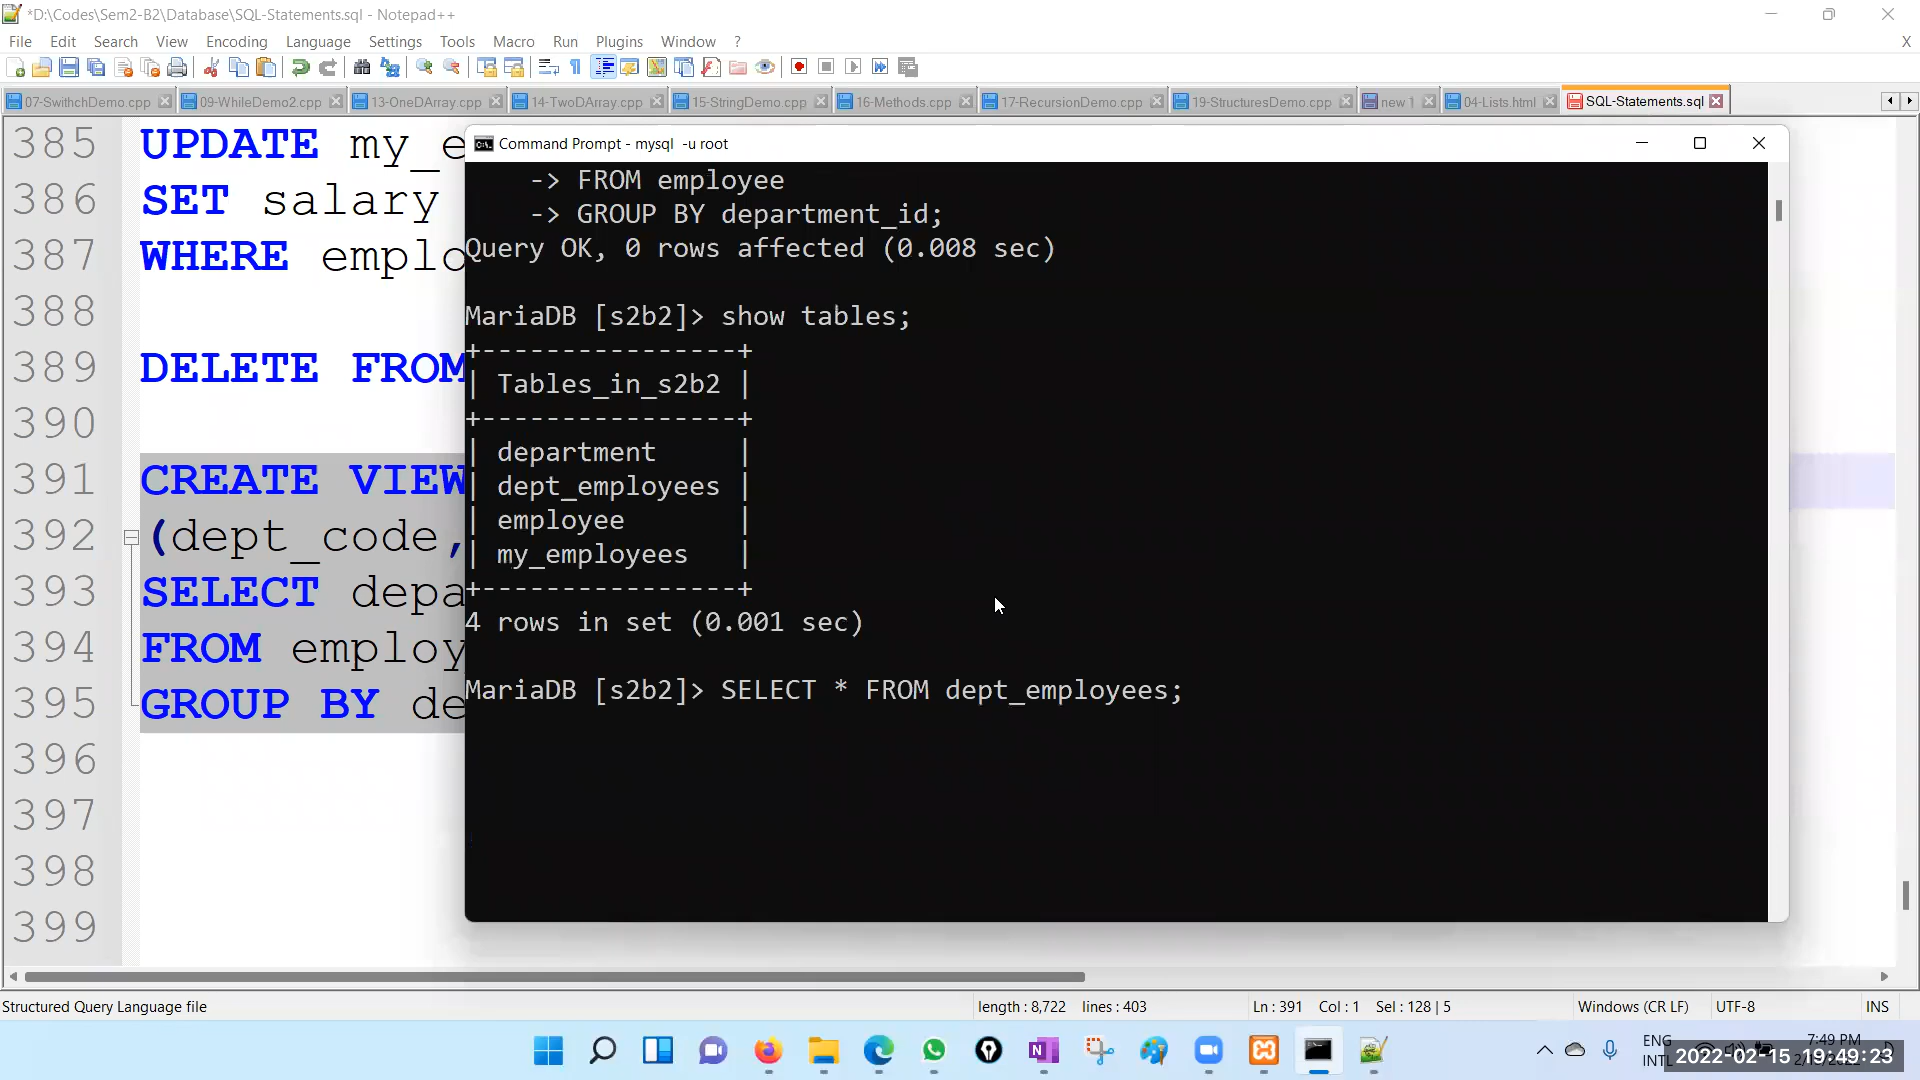 *D:\Codes\Sem2-B2\Database\SQL-Statements.sql - Notepad++
File Edit Search View Encoding Language Settings Tools Macro Run Plugins Window ? X
07-SwithchDemo.cpp 09-WhileDemo2.cpp 13-OneDArray.cpp 14-TwoDArray.cpp 15-StringDemo.cpp 16-Methods.cpp 17-RecursionDemo.cpp 19-StructuresDemo.cpp new 1 04-Lists.html SQL-Statements.sql
385 UPDATE my_e
386 SET salary
387 WHERE emplo
388
389 DELETE FROM
390
391 CREATE VIEW
392 (dept_code,
393 SELECT depa
394 FROM employ
395 GROUP BY de
396
397
398
399
Command Prompt - mysql -u root
-> FROM employee
-> GROUP BY department_id;
Query OK, 0 rows affected (0.008 sec)
MariaDB [s2b2]> show tables;
+----------------+
| Tables_in_s2b2 |
+----------------+
| department     |
| dept_employees |
| employee       |
| my_employees   |
+----------------+
4 rows in set (0.001 sec)
MariaDB [s2b2]> SELECT * FROM dept_employees;
Structured Query Language file length : 8,722 lines : 403 Ln : 391 Col : 1 Sel : 128 | 5 Windows (CR LF) UTF-8 INS
ENG
INTL
7:49 PM
2022-02-15 19:49:23